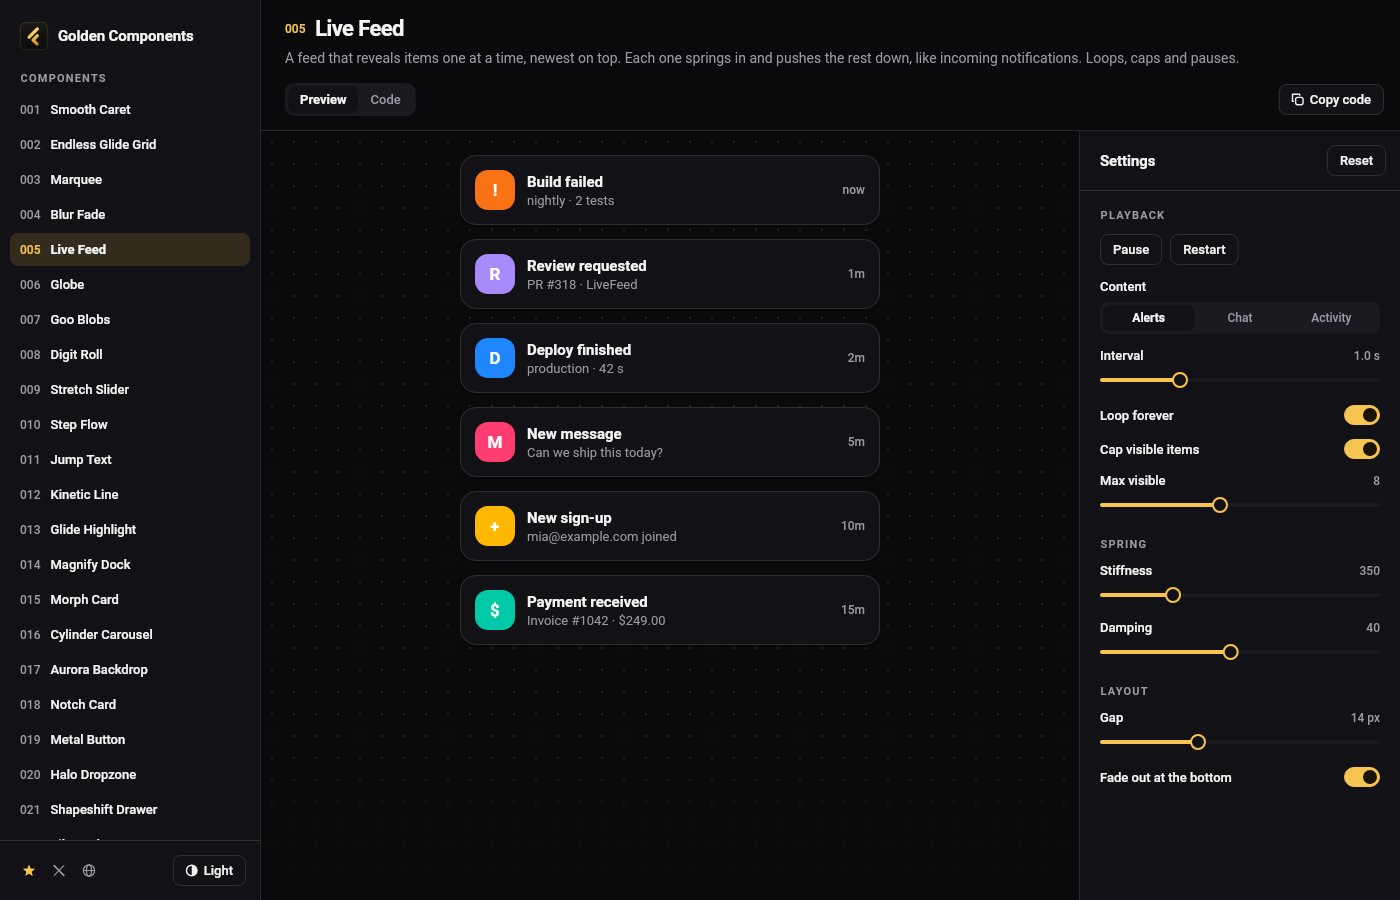 Golden Components
COMPONENTS
001 Smooth Caret
002 Endless Glide Grid
003 Marquee
004 Blur Fade
005 Live Feed
006 Globe
007 Goo Blobs
008 Digit Roll
009 Stretch Slider
010 Step Flow
011 Jump Text
012 Kinetic Line
013 Glide Highlight
014 Magnify Dock
015 Morph Card
016 Cylinder Carousel
017 Aurora Backdrop
018 Notch Card
019 Metal Button
020 Halo Dropzone
021 Shapeshift Drawer
Light
005 Live Feed
A feed that reveals items one at a time, newest on top. Each one springs in and pushes the rest down, like incoming notifications. Loops, caps and pauses.
Preview Code
Copy code
! Build failed now
nightly · 2 tests
R Review requested 1m
PR #318 · LiveFeed
D Deploy finished 2m
production · 42 s
M New message 5m
Can we ship this today?
+ New sign-up 10m
mia@example.com joined
$ Payment received 15m
Invoice #1042 · $249.00
Settings Reset
PLAYBACK
Pause Restart
Content
Alerts Chat Activity
Interval 1.0 s
Loop forever
Cap visible items
Max visible 8
SPRING
Stiffness 350
Damping 40
LAYOUT
Gap 14 px
Fade out at the bottom